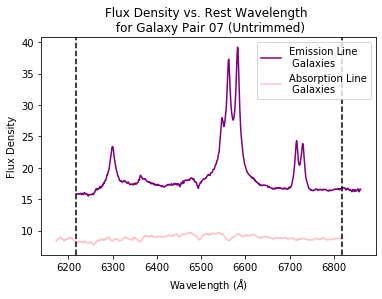 Flux Density vs. Rest Wavelength
for Galaxy Pair 07 (Untrimmed)
Emission Line
Galaxies
Absorption Line
Galaxies
Flux Density
40
35
30
25
20
15
10
6200
6300
6400
6500
6600
6700
6800
Wavelength (Å)